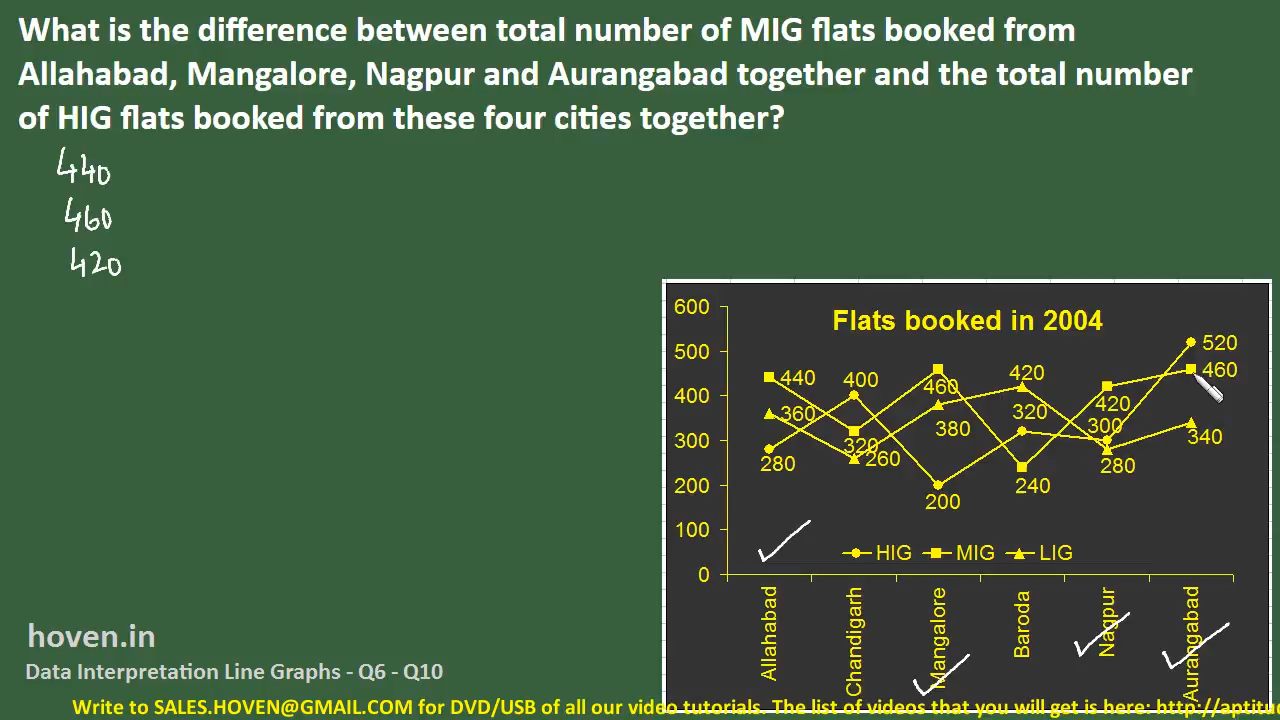 What is the difference between total number of MIG flats booked from
Allahabad, Mangalore, Nagpur and Aurangabad together and the total number
of HIG flats booked from these four cities together?
440
460
420
Flats booked in 2004
600
500
400
300
200
100
0
440
360
280
400
320
260
460
380
200
420
320
240
420
300
280
520
460
340
HIG MIG LIG
Allahabad
Chandigarh
Mangalore
Baroda
Nagpur
Aurangabad
hoven.in
Data Interpretation Line Graphs - Q6 - Q10
Write to SALES.HOVEN@GMAIL.COM for DVD/USB of all our video tutorials. The list of videos that you will get is here: http://aptitud